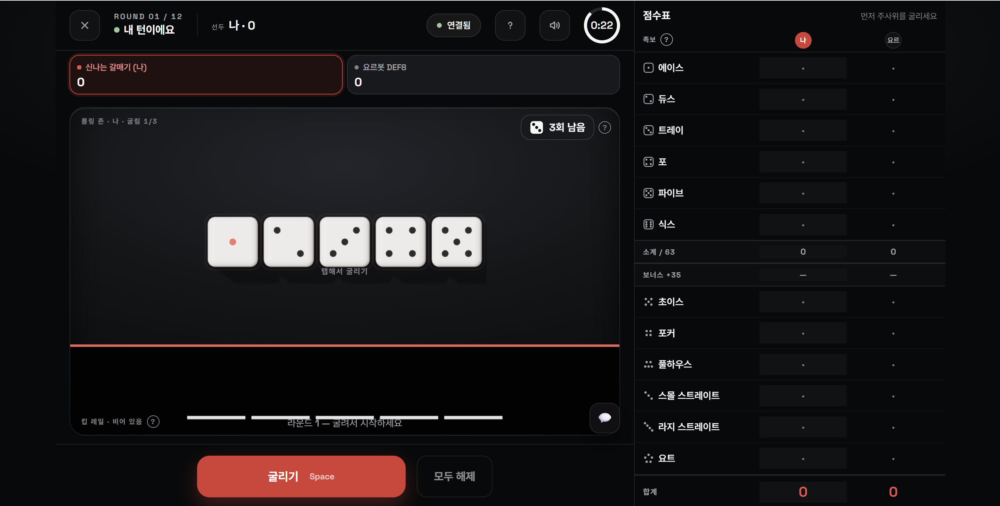 ROUND 01 / 12
내 턴이에요
선두 나 · 0
연결됨
?
0:22
신나는 갈매기 (나)
0
요르봇 DEF8
0
롤링 존 · 나 · 굴림 1/3
3회 남음
?
탭해서 굴리기
킵 레일 · 비어 있음 ?
라운드 1 — 굴려서 시작하세요
굴리기 Space
모두 해제
점수표
먼저 주사위를 굴리세요
족보 ? 나 요르
에이스 · ·
듀스 · ·
트레이 · ·
포 · ·
파이브 · ·
식스 · ·
소계 / 63 0 0
보너스 +35 — —
초이스 · ·
포커 · ·
풀하우스 · ·
스몰 스트레이트 · ·
라지 스트레이트 · ·
요트 · ·
합계 0 0